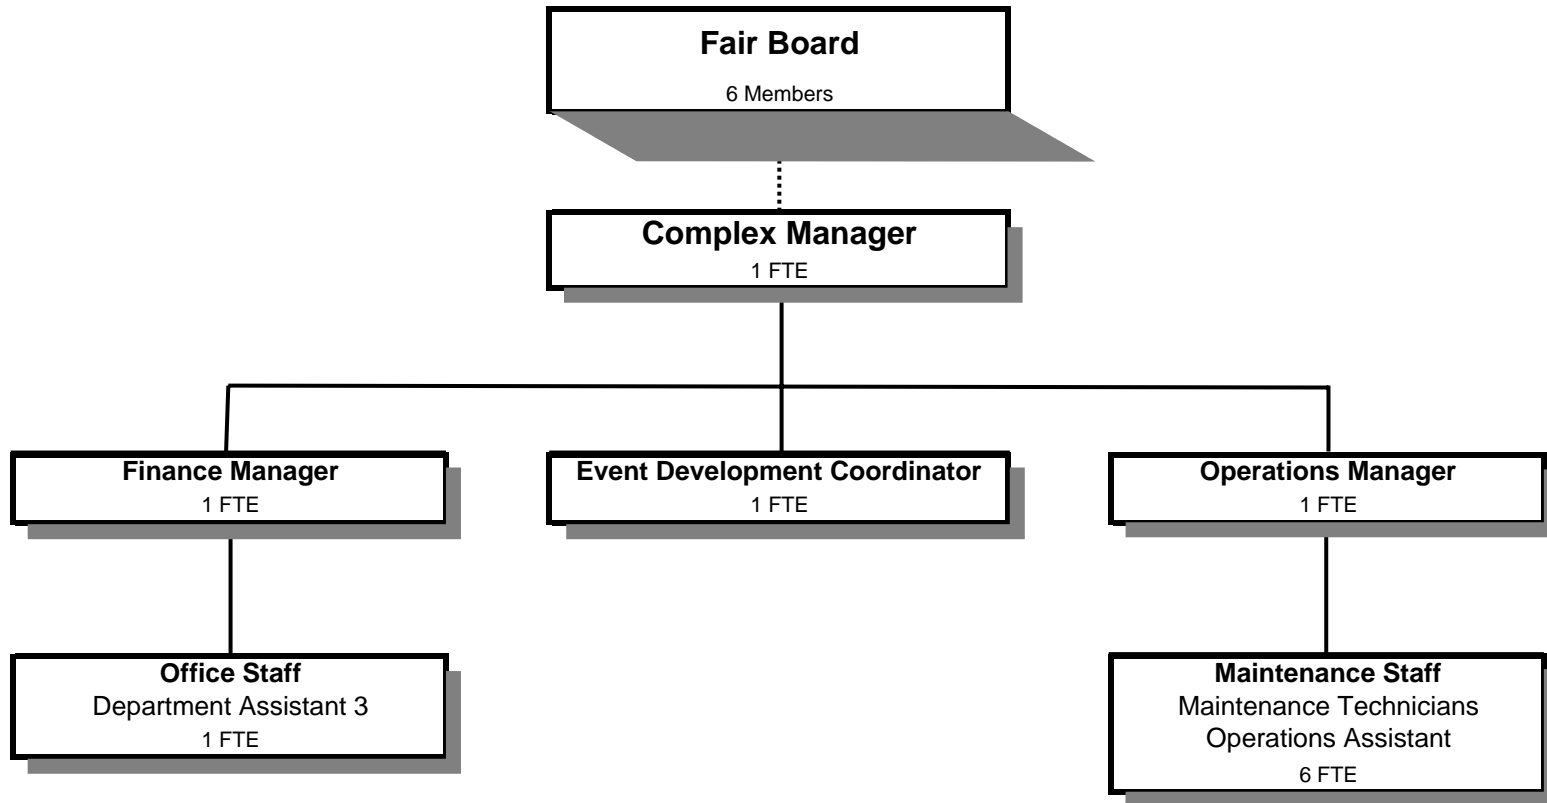 Fair Board
6 Members
Complex Manager
1 FTE
Finance Manager
1 FTE
Event Development Coordinator
1 FTE
Operations Manager
1 FTE
Office Staff
Department Assistant 3
1 FTE
Maintenance Staff
Maintenance Technicians
Operations Assistant
6 FTE